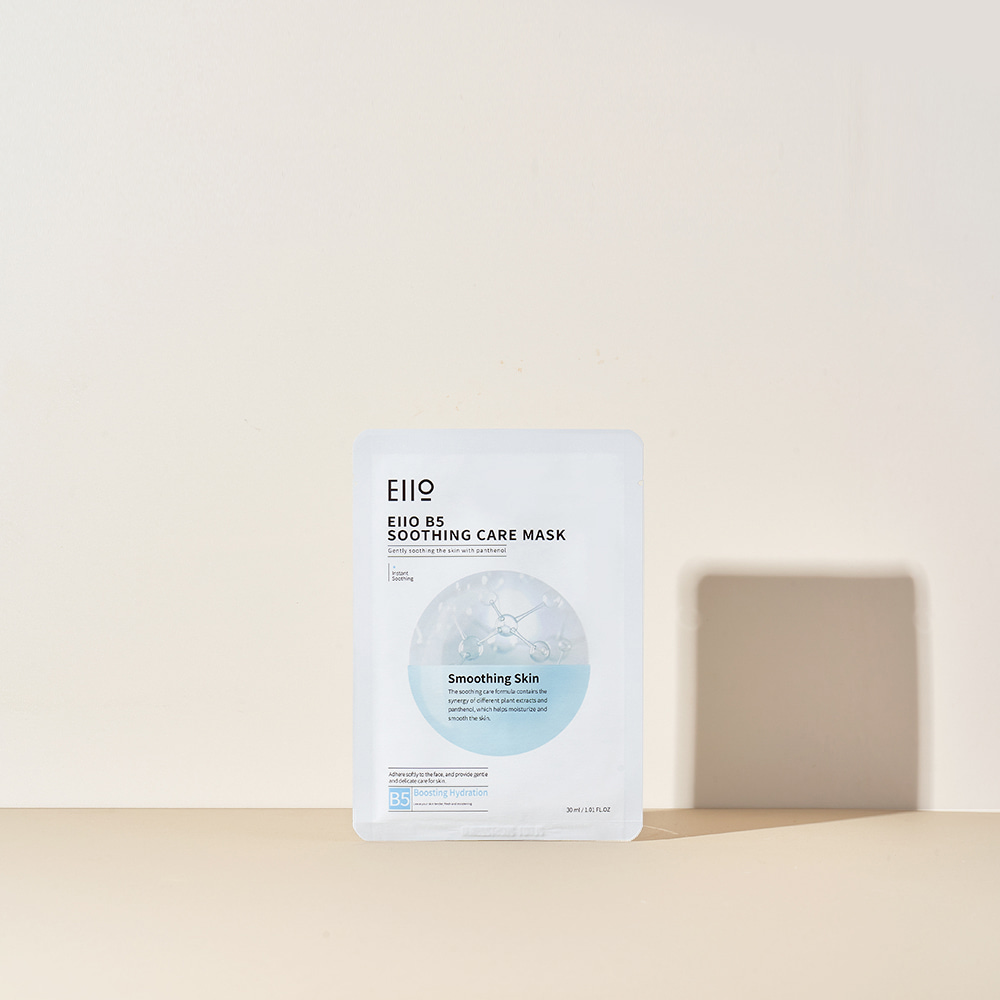 EIIO
EIIO B5
SOOTHING CARE MASK
Gently soothing the skin with panthenol
+
Instant
Soothing
Smoothing Skin
The soothing care formula contains the
synergy of different plant extracts and
panthenol, which helps moisturize and
smooth the skin.
Adhere softly to the face, and provide gentle
and delicate care for skin.
B5 Boosting Hydration
30 ml / 1.01 FL.OZ